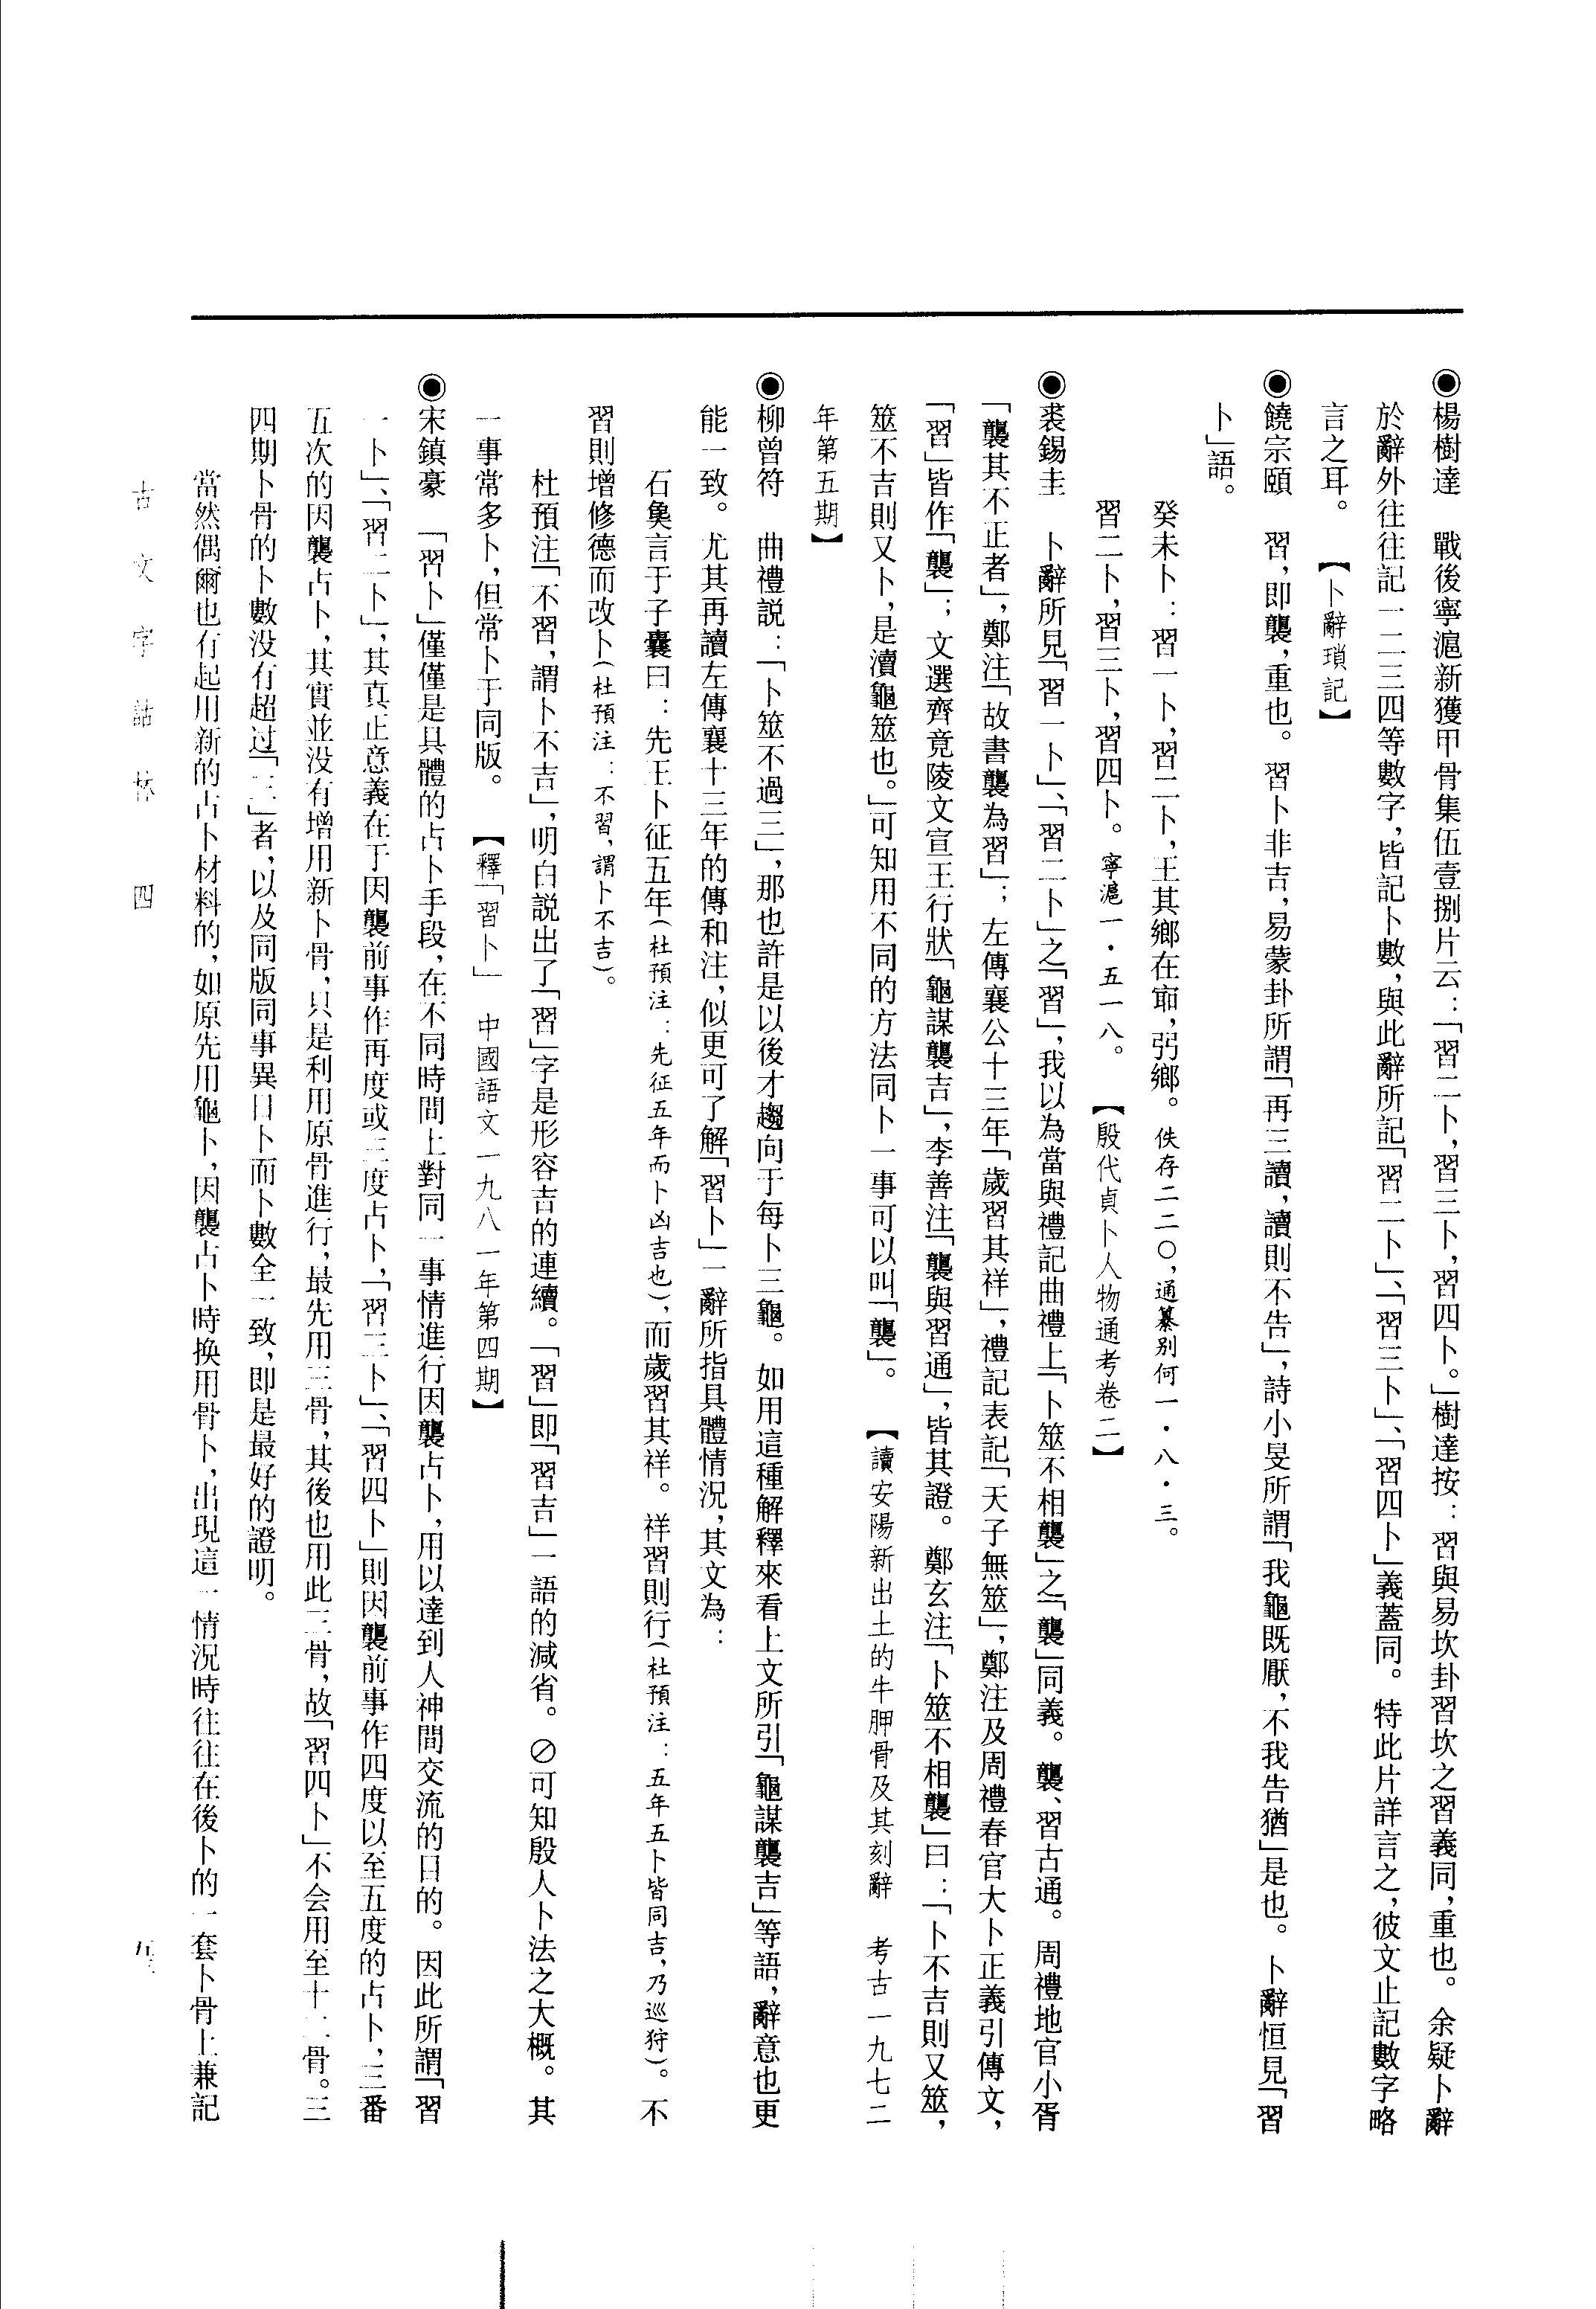 ◉楊樹達　戰後寧滬新獲甲骨集伍壹捌片云：「習二卜，習三卜，習四卜。」樹達按：習與易坎卦習坎之習義同，重也。余疑卜辭
於辭外往往記一二三四等數字，皆記卜數，與此辭所記「習二卜」、「習三卜」、「習四卜」義蓋同。特此片詳言之，彼文止記數字略
言之耳。　【卜辭瑣記】
◉饒宗頤　習，即襲，重也。習卜非吉，易蒙卦所謂「再三讀，讀則不告」，詩小旻所謂「我龜既厭，不我告猶」是也。卜辭恒見「習
卜」語。
癸未卜：習一卜，習二卜，王其鄉在𠂤，弜鄉。佚存二二〇，通纂別何一·八·三。
習二卜，習三卜，習四卜。寧滬一·五一八。　【殷代貞卜人物通考卷二】
◉裘錫圭　卜辭所見「習一卜」、「習二卜」之「習」，我以為當與禮記曲禮上「卜筮不相襲」之「襲」同義。襲、習古通。周禮地官小胥
「襲其不正者」，鄭注「故書襲為習」；左傳襄公十三年「歲習其祥」，禮記表記「天子無筮」，鄭注及周禮春官大卜正義引傳文，
「習」皆作「襲」；文選齊竟陵文宣王行狀「龜謀襲吉」，李善注「襲與習通」，皆其證。鄭玄注「卜筮不相襲」曰：「卜不吉則又筮，
筮不吉則又卜，是瀆龜筮也。」可知用不同的方法同卜一事可以叫「襲」。　【讀安陽新出土的牛胛骨及其刻辭　考古一九七二
年第五期】
◉柳曾符　曲禮説：「卜筮不過三」，那也許是以後才趨向于每卜三龜。如用這種解釋來看上文所引「龜謀襲吉」等語，辭意也更
能一致。尤其再讀左傳襄十三年的傳和注，似更可了解「習卜」一辭所指具體情況，其文為：
石㚟言于子囊曰：先王卜征五年（杜預注：先征五年而卜凶吉也），而歲習其祥。祥習則行（杜預注：五年五卜皆同吉，乃巡狩）。不
習則增修德而改卜（杜預注：不習，謂卜不吉）。
杜預注「不習，謂卜不吉」，明白説出了「習」字是形容吉的連續。「習」即「習吉」一語的減省。⊘可知殷人卜法之大概。其
一事常多卜，但常卜于同版。　【釋「習卜」　中國語文一九八一年第四期】
◉宋鎮豪　「習卜」僅僅是具體的占卜手段，在不同時間上對同一事情進行因襲占卜，用以達到人神間交流的目的。因此所謂「習
一卜」、「習二卜」，其真正意義在于因襲前事作再度或三度占卜，「習三卜」、「習四卜」則因襲前事作四度以至五度的占卜，三番
五次的因襲占卜，其實並没有增用新卜骨，只是利用原骨進行，最先用三骨，其後也用此三骨，故「習四卜」不会用至十二骨。三
四期卜骨的卜數没有超过「三」者，以及同版同事異日卜而卜數全一致，即是最好的證明。
當然偶爾也有起用新的占卜材料的，如原先用龜卜，因襲占卜時换用骨卜，出現這一情況時往往在後卜的一套卜骨上兼記
古文字詁林　四